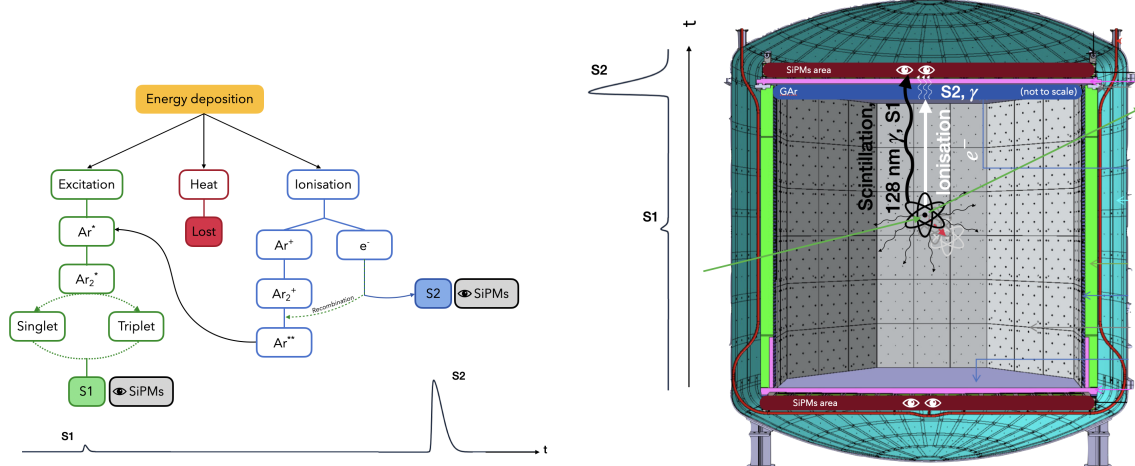 Energy deposition
Excitation
Heat
Ionisation
Ar*
Lost
Ar+
e-
Ar2*
Ar2+
S2
SiPMs
Recombination
Singlet
Triplet
Ar**
S1
SiPMs
S1
S2
t
t
S2
S1
SiPMs area
GAr
S2, γ
(not to scale)
Scintillation,
128 nm γ, S1
Ionisation
e−
SiPMs area